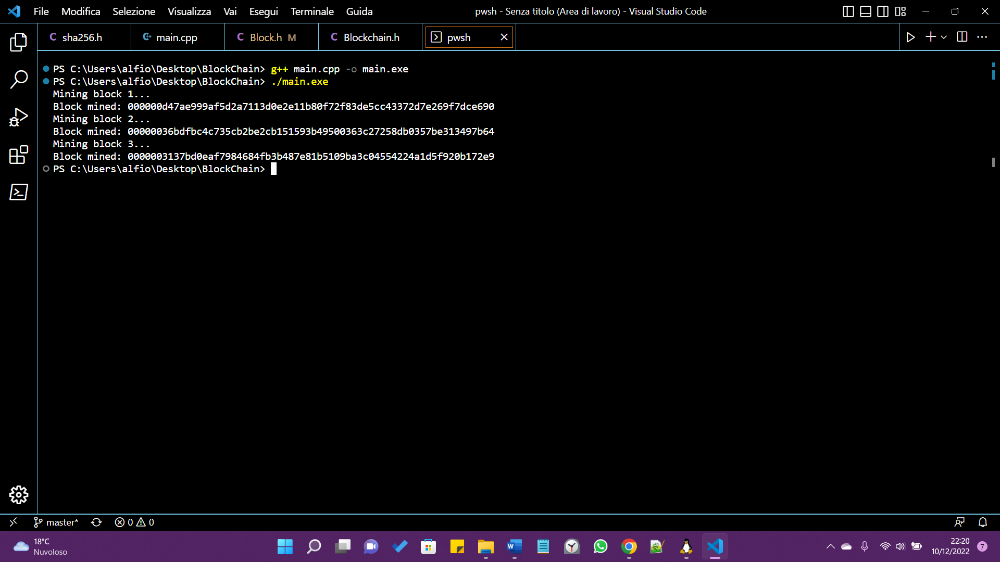 File Modifica Selezione Visualizza Vai Esegui Terminale Guida
pwsh - Senza titolo (Area di lavoro) - Visual Studio Code
C sha256.h
main.cpp
C Block.h M
C Blockchain.h
pwsh
PS C:\Users\alfio\Desktop\BlockChain> g++ main.cpp -o main.exe
PS C:\Users\alfio\Desktop\BlockChain> ./main.exe
Mining block 1...
Block mined: 000000d47ae999af5d2a7113d0e2e11b80f72f83de5cc43372d7e269f7dce690
Mining block 2...
Block mined: 00000036bdfbc4c735cb2be2cb151593b49500363c27258db0357be313497b64
Mining block 3...
Block mined: 0000003137bd0eaf7984684fb3b487e81b5109ba3c04554224a1d5f920b172e9
PS C:\Users\alfio\Desktop\BlockChain>
master* 0 0
18°C
Nuvoloso
22:20
10/12/2022
7